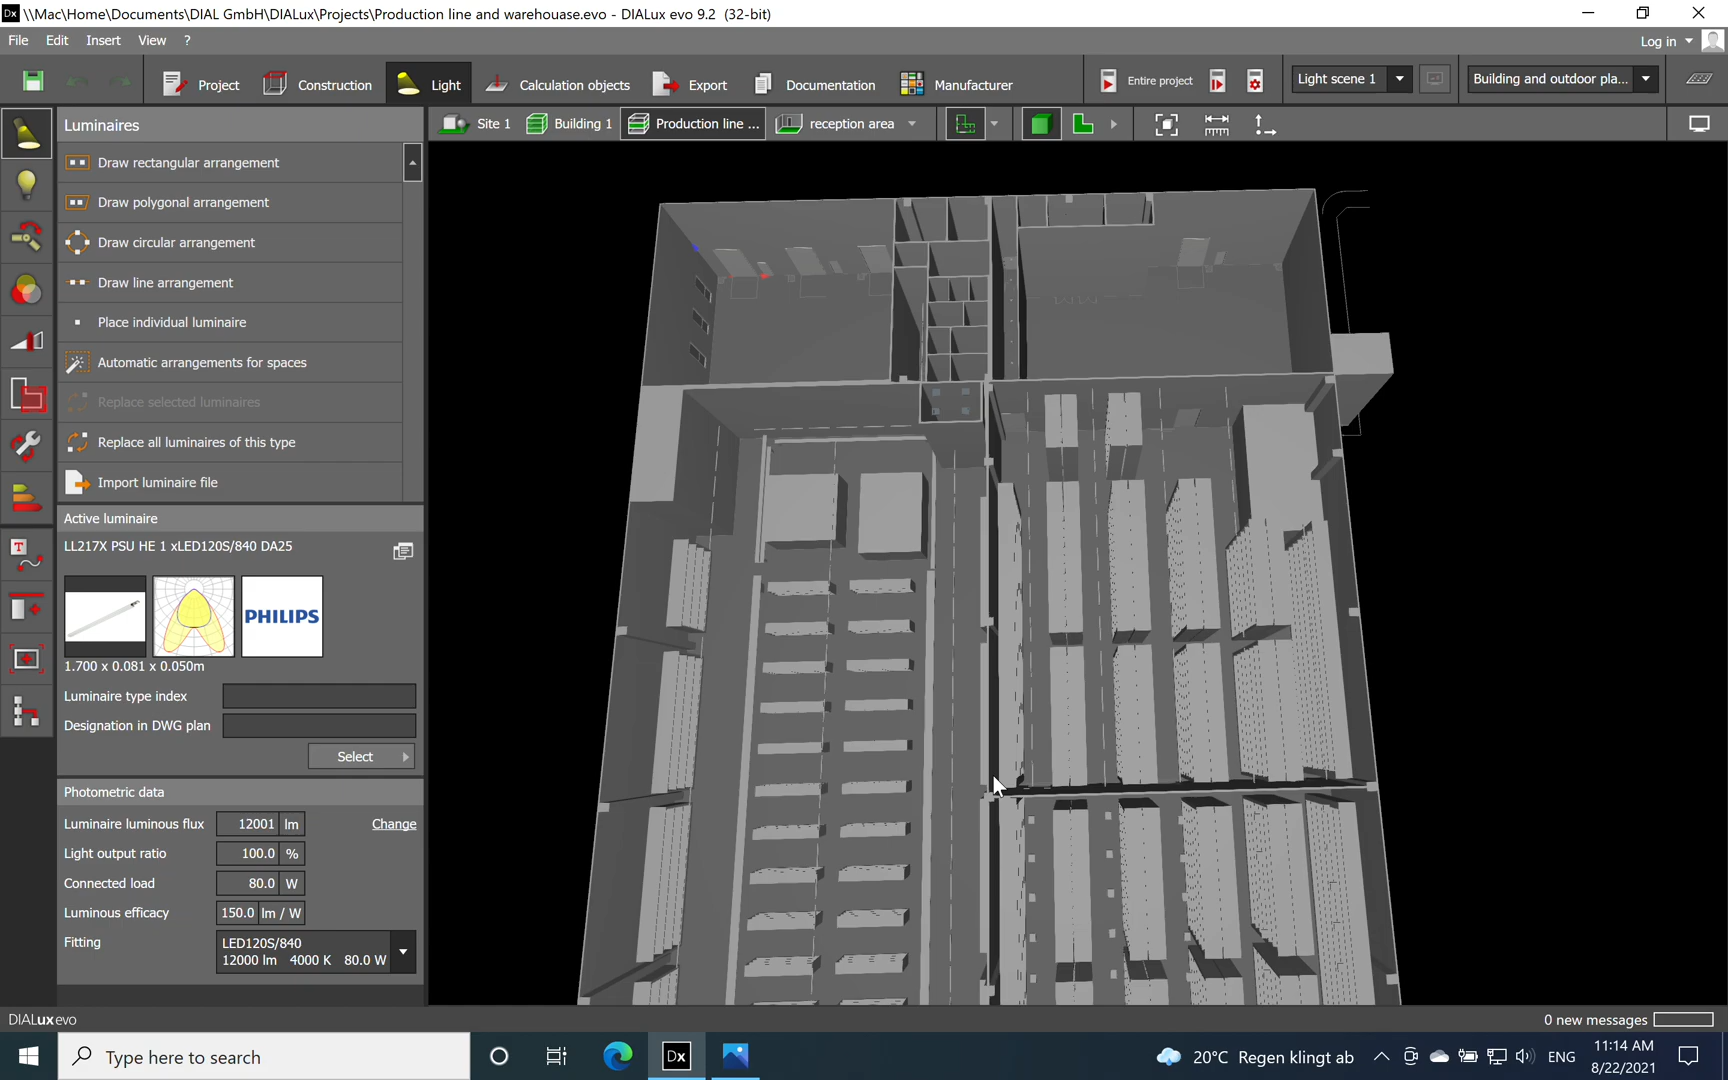 Dx \\Mac\Home\Documents\DIAL GmbH\DIALux\Projects\Production line and warehouase.evo - DIALux evo 9.2 (32-bit)
File Edit Insert View ? Log in
Project Construction Light Calculation objects Export Documentation Manufacturer Entire project Light scene 1 Building and outdoor pla...
Luminaires
Site 1 Building 1 Production line ... reception area
Draw rectangular arrangement
Draw polygonal arrangement
Draw circular arrangement
Draw line arrangement
Place individual luminaire
Automatic arrangements for spaces
Replace selected luminaires
Replace all luminaires of this type
Import luminaire file
Active luminaire
LL217X PSU HE 1 xLED120S/840 DA25
PHILIPS
1.700 x 0.081 x 0.050m
Luminaire type index
Designation in DWG plan
Select
Photometric data
Luminaire luminous flux 12001 lm Change
Light output ratio 100.0 %
Connected load 80.0 W
Luminous efficacy 150.0 lm / W
Fitting LED120S/840
12000 lm 4000 K 80.0 W
DIALux evo 0 new messages
Type here to search
Dx
20°C Regen klingt ab
ENG
11:14 AM
8/22/2021